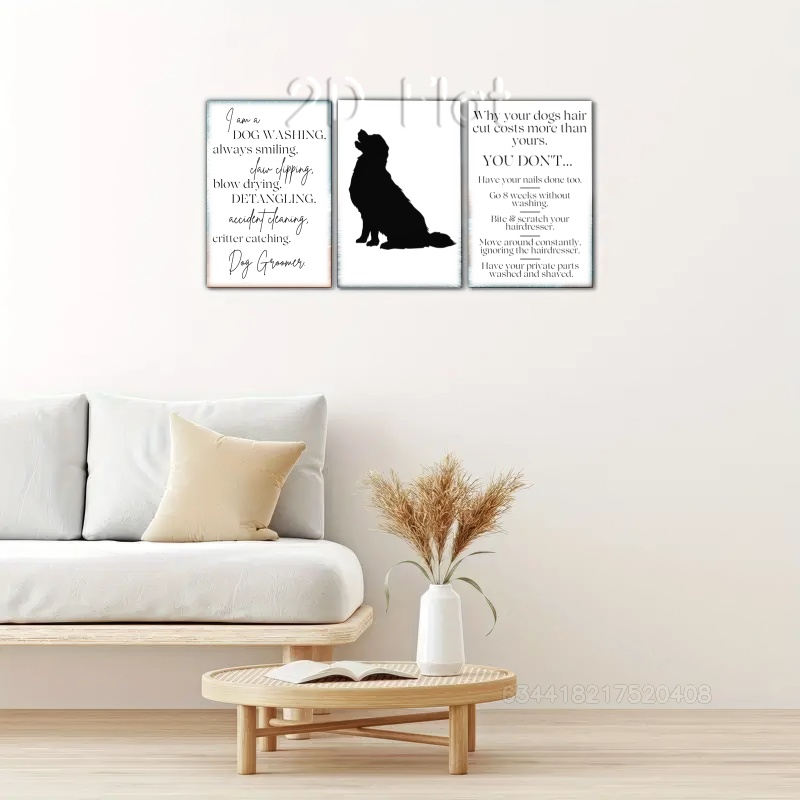 2D Flat
I am a
DOG WASHING,
always smiling,
claw clipping,
blow drying,
DETANGLING,
accident cleaning,
critter catching.
Dog Groomer
Why your dogs hair
cut costs more than
yours,
YOU DON'T...
Have your nails done too.
Go 8 weeks without
washing.
Bite & scratch your
hairdresser.
Move around constantly,
ignoring the hairdresser.
Have your private parts
washed and shaved.
634418217520408